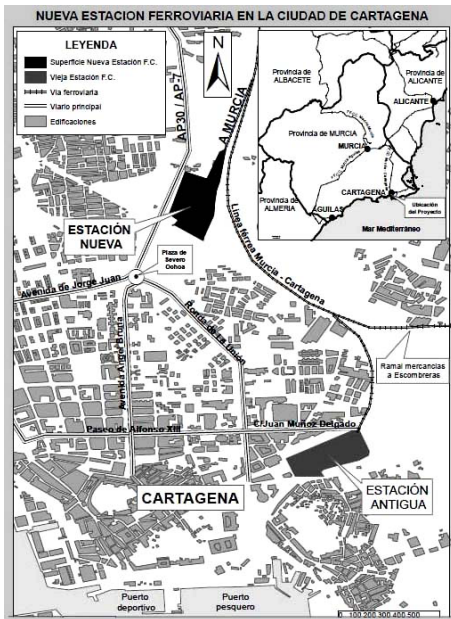 NUEVA ESTACION FERROVIARIA EN LA CIUDAD DE CARTAGENA
LEYENDA
Superficie Nueva Estación F.C.
Vieja Estación F.C.
Vía ferroviaria
Viario principal
Edificaciones
N
AP30 / AP-7
A MURCIA
Provincia de
ALBACETE
Provincia de
ALICANTE
ALICANTE
Provincia de MURCIA
MURCIA
CARTAGENA
Provincia de
ALMERIA
AGUILAS
Ubicación
del Proyecto
Mar Mediterráneo
ESTACIÓN
NUEVA
Plaza de
Severo
Ochoa
Línea férrea Murcia - Cartagena
Avenida de Jorge Juan
Ronda de La Unión
Avenida Ángel Bruna
Ramal mercancías
a Escombreras
Paseo de Alfonso XIII
C/Juan Muñoz Delgado
CARTAGENA
ESTACIÓN
ANTIGUA
Puerto
deportivo
Puerto
pesquero
0 100 200 300 400 500